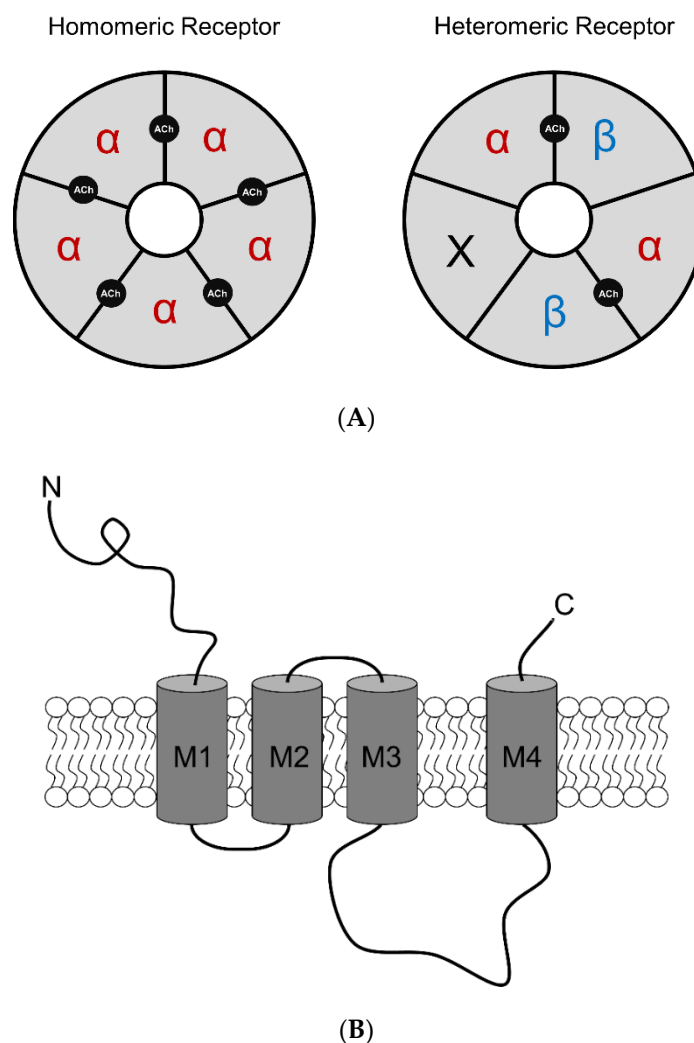 Homomeric Receptor
Heteromeric Receptor
α ACh α
ACh ACh
α α
ACh α ACh
α ACh β
X α
β ACh
(A)
N
C
M1 M2 M3 M4
(B)